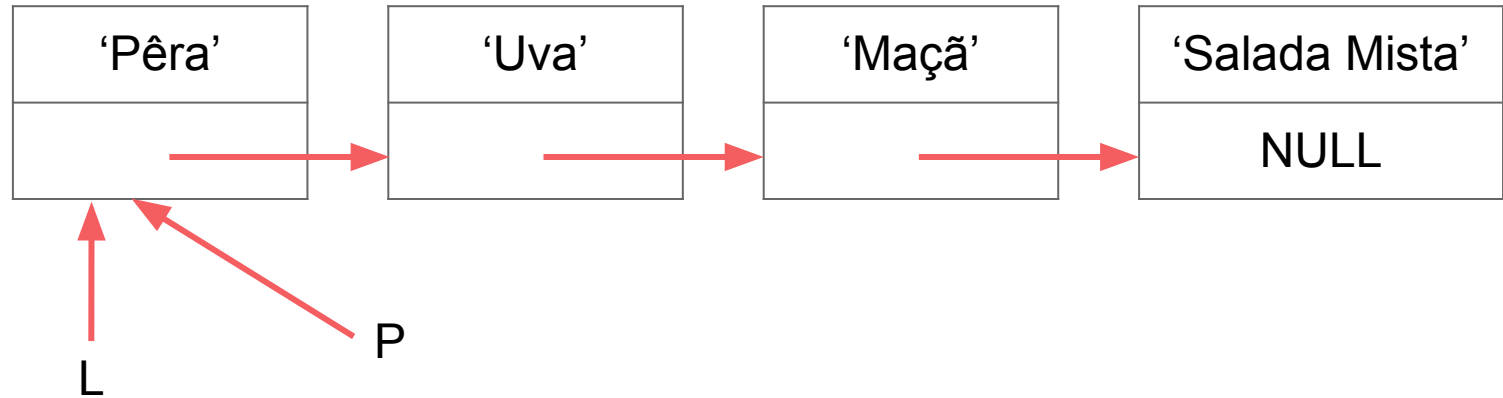 ‘Pêra’
‘Uva’
‘Maçã’
‘Salada Mista’
NULL
P
L